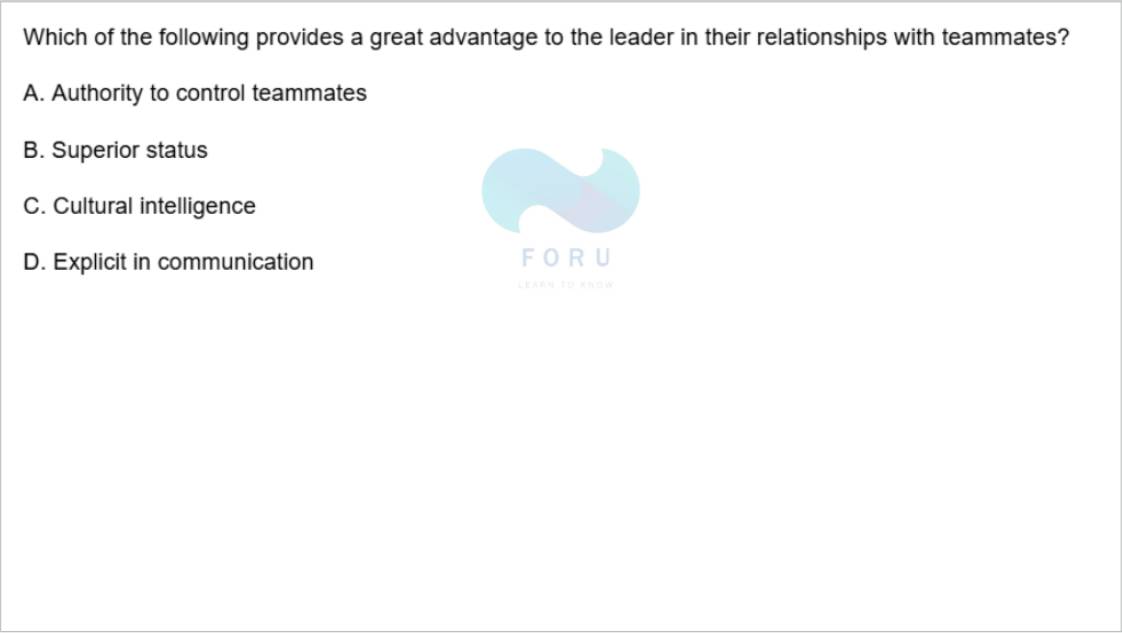 Which of the following provides a great advantage to the leader in their relationships with teammates?
A. Authority to control teammates
B. Superior status
C. Cultural intelligence
D. Explicit in communication
FORU
LEARN TO KNOW